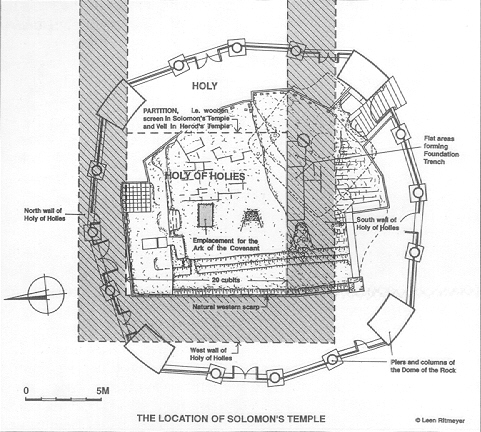 HOLY
PARTITION, i.e. wooden
screen in Solomon's Temple
and Veil in Herod's Temple
Flat areas
forming
Foundation
Trench
HOLY OF HOLIES
North wall of
Holy of Holies
South wall of
Holy of Holies
Emplacement for the
Ark of the Covenant
20 cubits
Natural western scarp
West wall of
Holy of Holies
Piers and columns of
the Dome of the Rock
0 5M
THE LOCATION OF SOLOMON'S TEMPLE
© Leen Ritmeyer